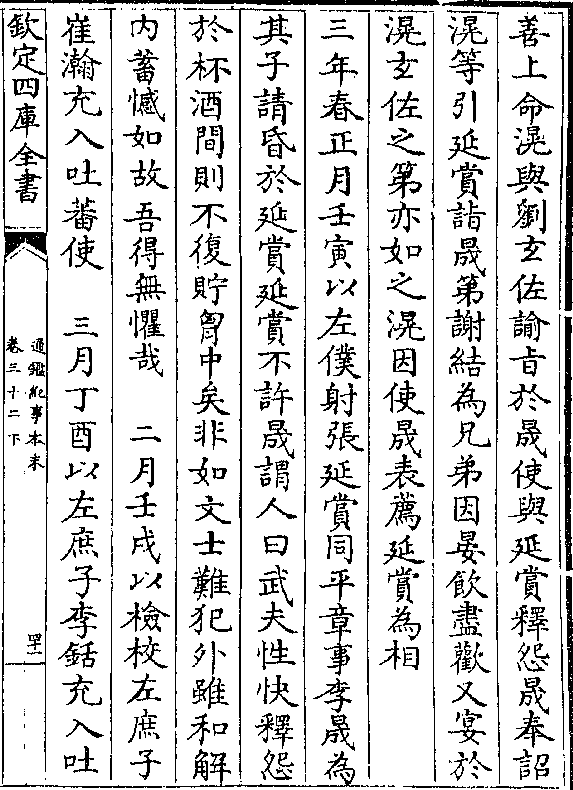 善上命滉與劉玄佐諭旨於晟使與延賞釋怨晟奉詔
滉等引延賞詣晟第謝結為兄弟因宴飲盡歡又宴於
滉玄佐之第亦如之滉因使晟表薦延賞為相
三年春正月壬寅以左僕射張延賞同平章事李晟為
其子請昏於延賞延賞不許晟謂人曰武夫性快釋怨
於杯酒間則不復貯胷中矣非如文士難犯外雖和解
内蓄憾如故吾得無懼哉　二月壬戌以檢校左庶子
崔瀚充入吐蕃使　三月丁酉以左庶子李銛充入吐
欽定四庫全書
通鑑紀事本末
卷三十二下
四十一